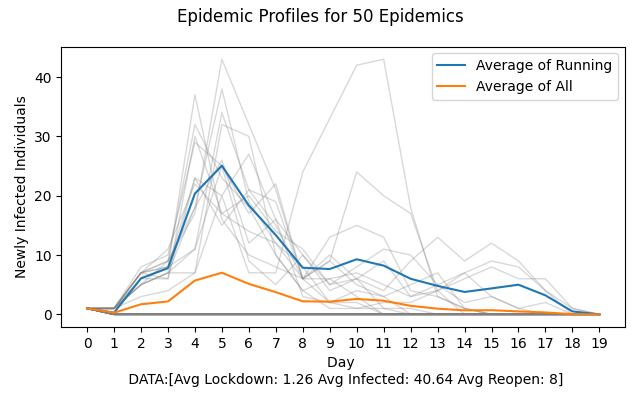 Epidemic Profiles for 50 Epidemics
Average of Running
Average of All
Newly Infected Individuals
40
30
20
10
0
0 1 2 3 4 5 6 7 8 9 10 11 12 13 14 15 16 17 18 19
Day
DATA:[Avg Lockdown: 1.26 Avg Infected: 40.64 Avg Reopen: 8]